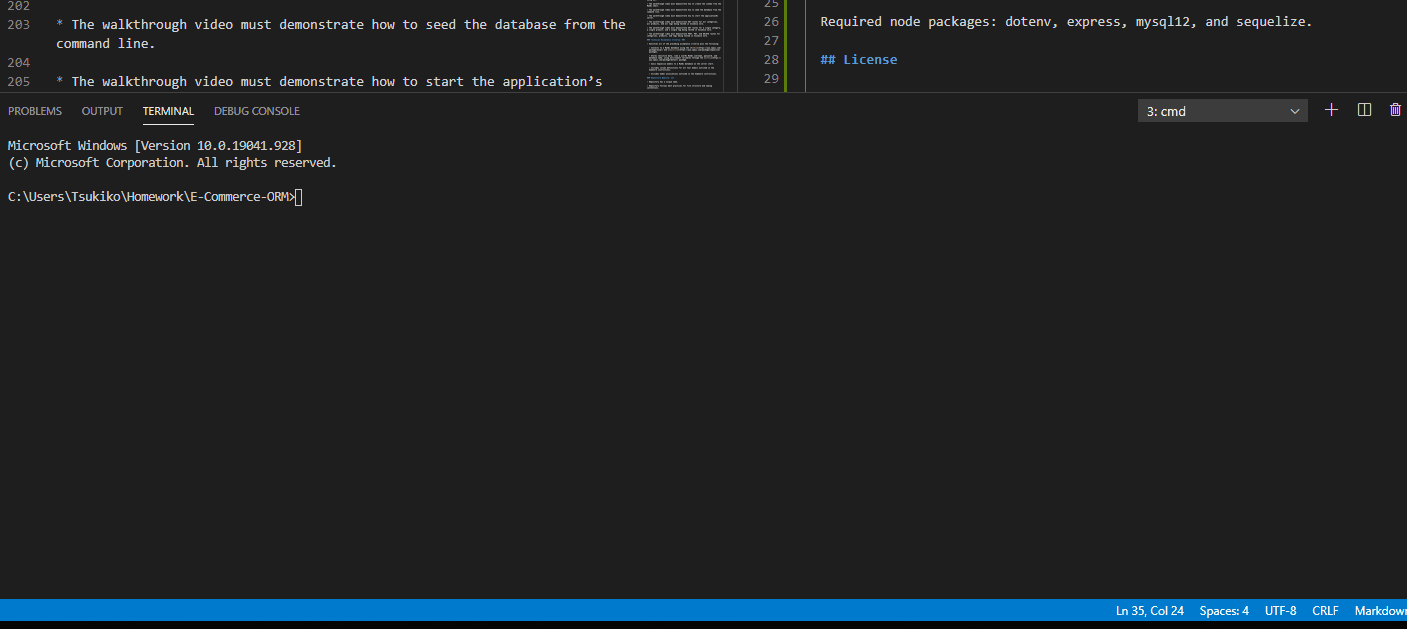 202
203 * The walkthrough video must demonstrate how to seed the database from the
command line.
204
205 * The walkthrough video must demonstrate how to start the application’s
25
26 Required node packages: dotenv, express, mysql12, and sequelize.
27
28 ## License
29
PROBLEMS OUTPUT TERMINAL DEBUG CONSOLE 3: cmd
Microsoft Windows [Version 10.0.19041.928]
(c) Microsoft Corporation. All rights reserved.
C:\Users\Tsukiko\Homework\E-Commerce-ORM>
Ln 35, Col 24 Spaces: 4 UTF-8 CRLF Markdown